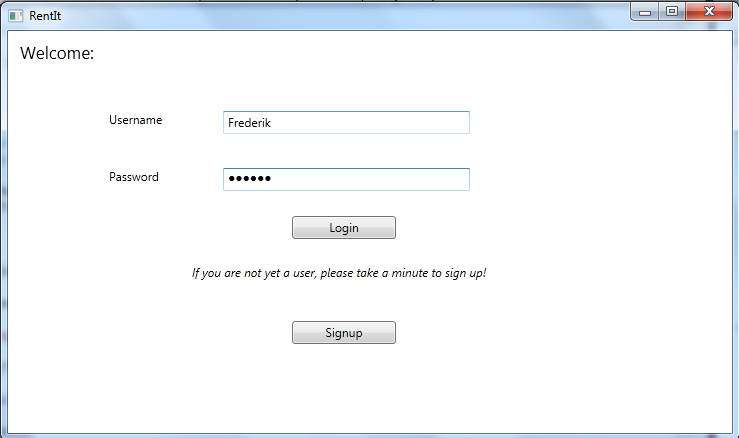 RentIt
Welcome:
Username
Frederik
Password
●●●●●●
Login
If you are not yet a user, please take a minute to sign up!
Signup